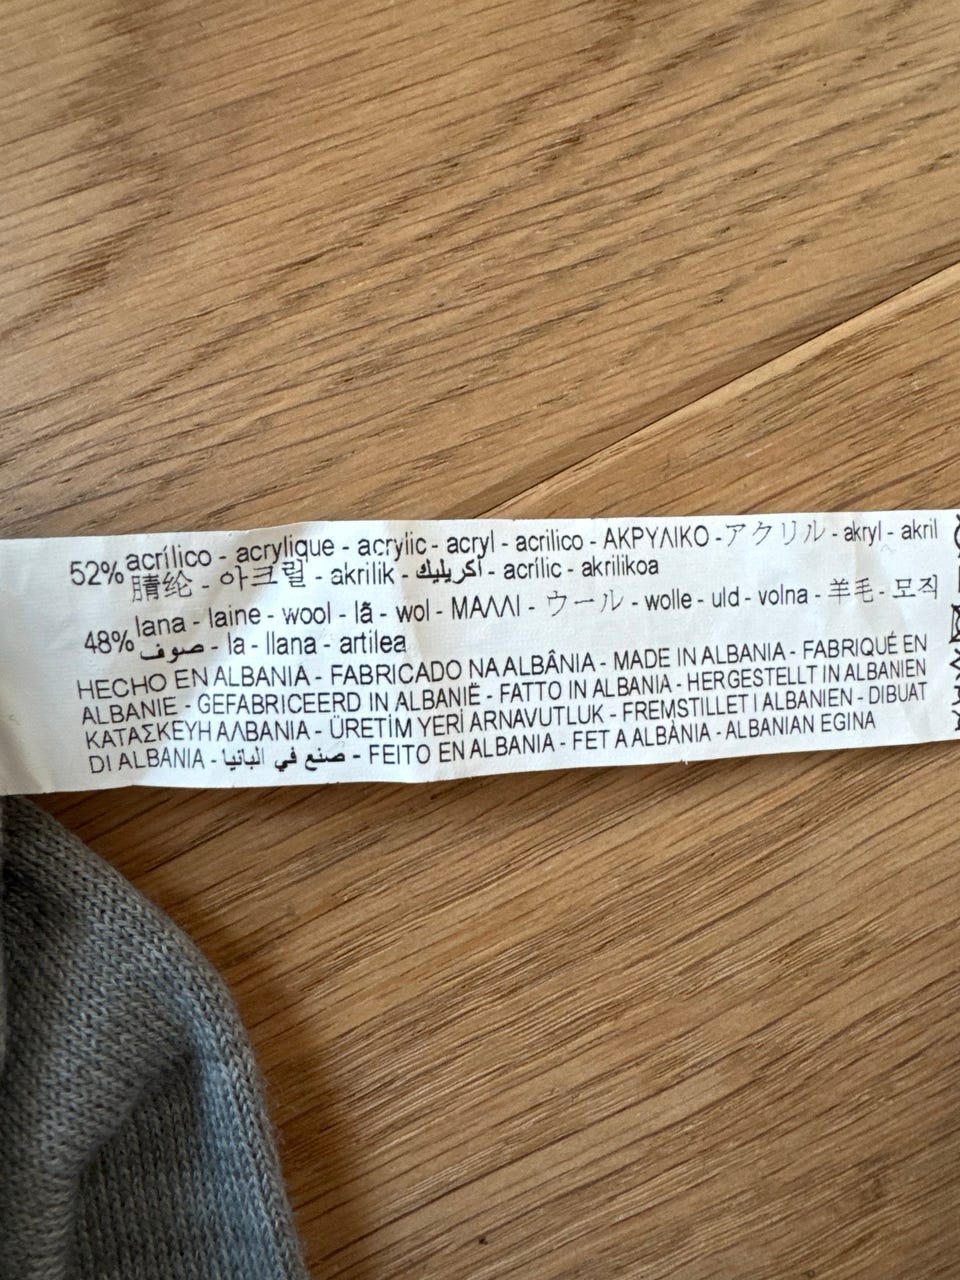 52% acrílico - acrylique - acrylic - acryl - acrilico - ΑΚΡΥΛΙΚΟ - アクリル - akryl - akril
腈纶 - 아크릴 - akrilik - أكريليك - acrílic - akrilikoa
48% lana - laine - wool - lã - wol - ΜΑΛΛΙ - ウール - wolle - uld - volna - 羊毛 - 모직
صوف - la - llana - artilea
HECHO EN ALBANIA - FABRICADO NA ALBÂNIA - MADE IN ALBANIA - FABRIQUÉ EN
ALBANIE - GEFABRICEERD IN ALBANIË - FATTO IN ALBANIA - HERGESTELLT IN ALBANIEN
ΚΑΤΑΣΚΕΥΗ ΑΛΒΑΝΙΑ - ÜRETİM YERİ ARNAVUTLUK - FREMSTILLET I ALBANIEN - DIBUAT
DI ALBANIA - صنع في البانيا - FEITO EN ALBANIA - FET A ALBÀNIA - ALBANIAN EGINA